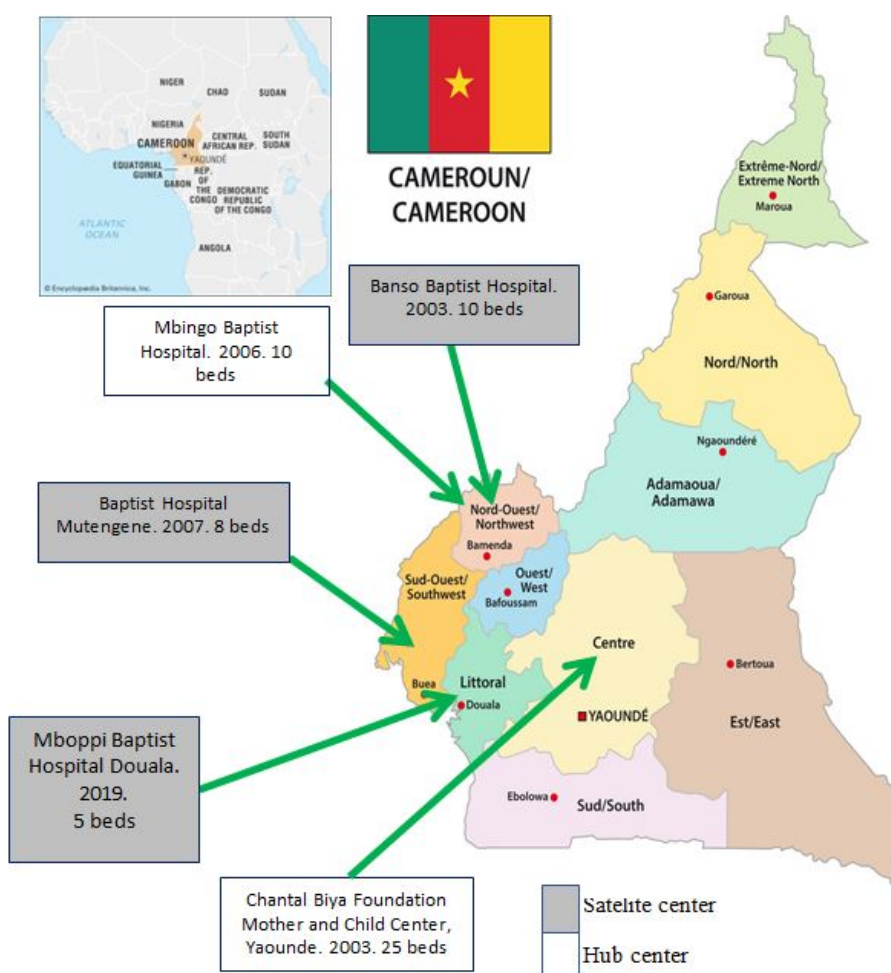 NIGER
CHAD
SUDAN
NIGERIA
CAMEROON
CENTRAL
AFRICAN REP.
SOUTH
SUDAN
YAOUNDÉ
EQUATORIAL
GUINEA
GABON
REP.
OF
THE
CONGO
DEMOCRATIC
REPUBLIC
OF THE CONGO
ATLANTIC
OCEAN
ANGOLA
© Encyclopædia Britannica, Inc.
CAMEROUN/
CAMEROON
Extrême-Nord/
Extreme North
Maroua
Banso Baptist Hospital.
2003. 10 beds
Mbingo Baptist
Hospital. 2006. 10
beds
Garoua
Nord/North
Ngaoundéré
Adamaoua/
Adamawa
Baptist Hospital
Mutengene. 2007. 8 beds
Nord-Ouest/
Northwest
Bamenda
Sud-Ouest/
Southwest
Ouest/
West
Bafoussam
Centre
Bertoua
Buea
Littoral
Douala
YAOUNDÉ
Est/East
Mboppi Baptist
Hospital Douala.
2019.
5 beds
Ebolowa
Sud/South
Chantal Biya Foundation
Mother and Child Center,
Yaounde. 2003. 25 beds
Satelite center
Hub center